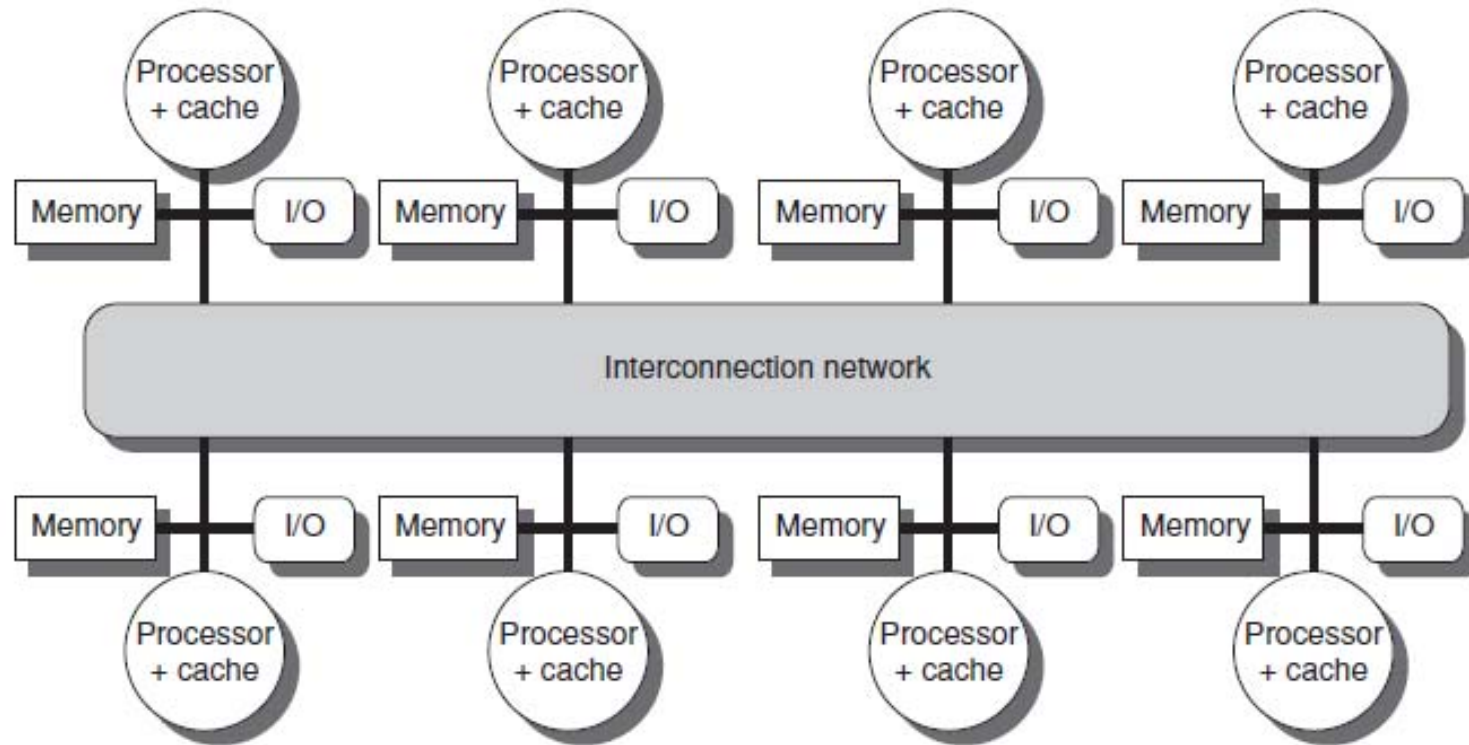 Processor
+ cache
Processor
+ cache
Processor
+ cache
Processor
+ cache
Memory
I/O
Memory
I/O
Memory
I/O
Memory
I/O
Interconnection network
Memory
I/O
Memory
I/O
Memory
I/O
Memory
I/O
Processor
+ cache
Processor
+ cache
Processor
+ cache
Processor
+ cache